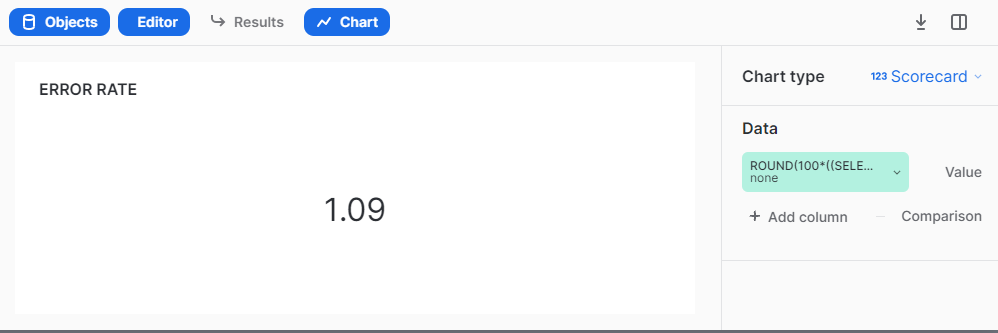 Objects Editor Results Chart
ERROR RATE
1.09
Chart type 123 Scorecard
Data
ROUND(100*((SELE...
none
Value
+ Add column — Comparison